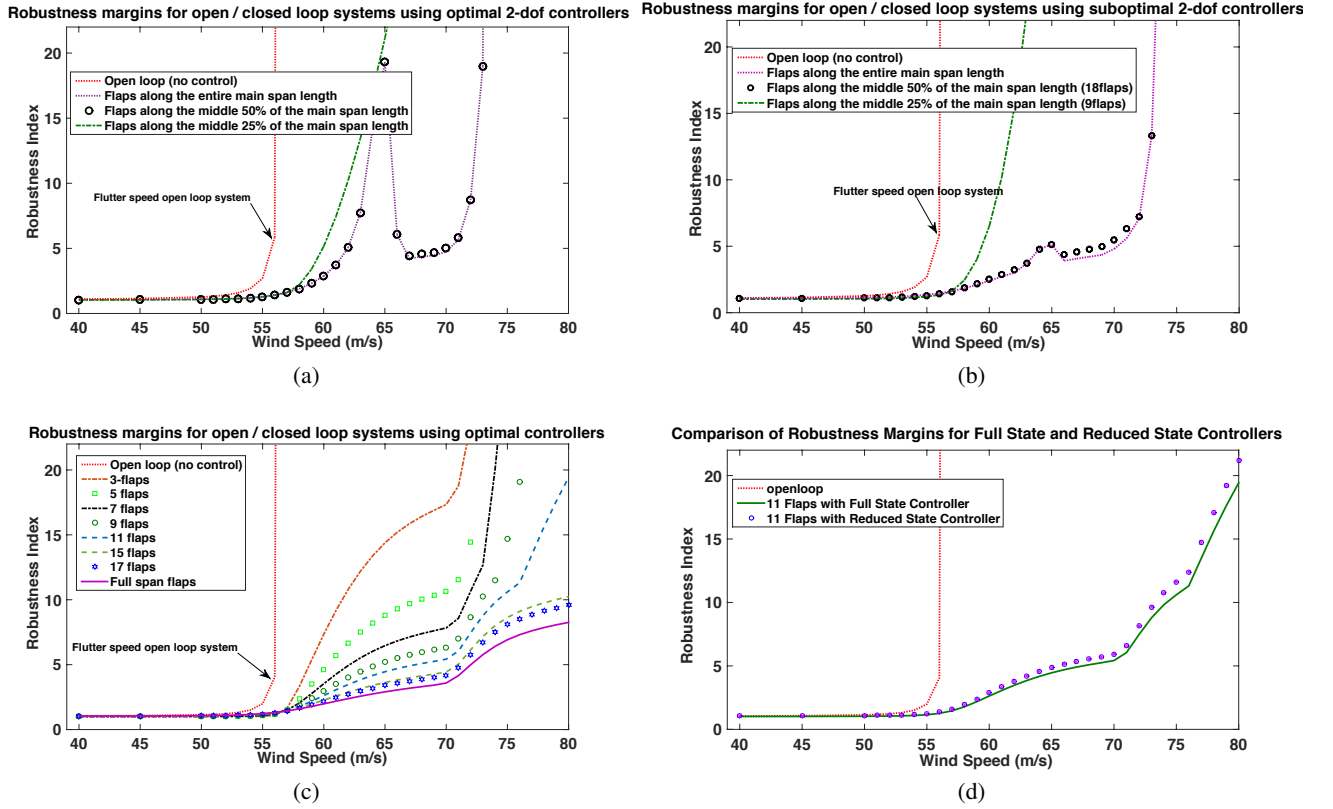 Robustness margins for open / closed loop systems using optimal 2-dof controllers
Robustness Index
20
15
10
5
0
Open loop (no control)
Flaps along the entire main span length
Flaps along the middle 50% of the main span length
Flaps along the middle 25% of the main span length
Flutter speed open loop system
40 45 50 55 60 65 70 75 80
Wind Speed (m/s)
(a)
Robustness margins for open / closed loop systems using suboptimal 2-dof controllers
Robustness Index
20
15
10
5
0
Open loop (no control)
Flaps along the entire main span length
Flaps along the middle 50% of the main span length (18flaps)
Flaps along the middle 25% of the main span length (9flaps)
Flutter speed open loop system
40 45 50 55 60 65 70 75 80
Wind Speed (m/s)
(b)
Robustness margins for open / closed loop systems using optimal controllers
Robustness Index
20
15
10
5
0
Open loop (no control)
3-flaps
5 flaps
7 flaps
9 flaps
11 flaps
15 flaps
17 flaps
Full span flaps
Flutter speed open loop system
40 45 50 55 60 65 70 75 80
Wind Speed (m/s)
(c)
Comparison of Robustness Margins for Full State and Reduced State Controllers
Robustness Index
20
15
10
5
0
openloop
11 Flaps with Full State Controller
11 Flaps with Reduced State Controller
40 45 50 55 60 65 70 75 80
Wind Speed (m/s)
(d)